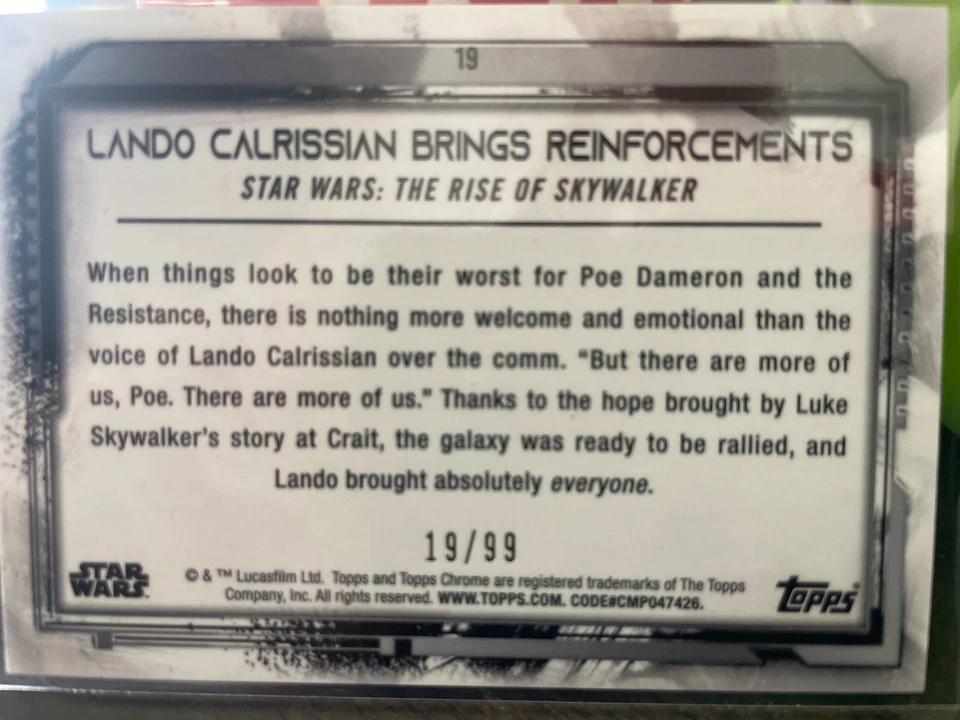 19
LANDO CALRISSIAN BRINGS REINFORCEMENTS
STAR WARS: THE RISE OF SKYWALKER
When things look to be their worst for Poe Dameron and the
Resistance, there is nothing more welcome and emotional than the
voice of Lando Calrissian over the comm. “But there are more of
us, Poe. There are more of us.” Thanks to the hope brought by Luke
Skywalker’s story at Crait, the galaxy was ready to be rallied, and
Lando brought absolutely everyone.
19/99
STAR
WARS
© & ™ Lucasfilm Ltd. Topps and Topps Chrome are registered trademarks of The Topps
Company, Inc. All rights reserved. WWW.TOPPS.COM. CODE#CMP047426.
Topps®